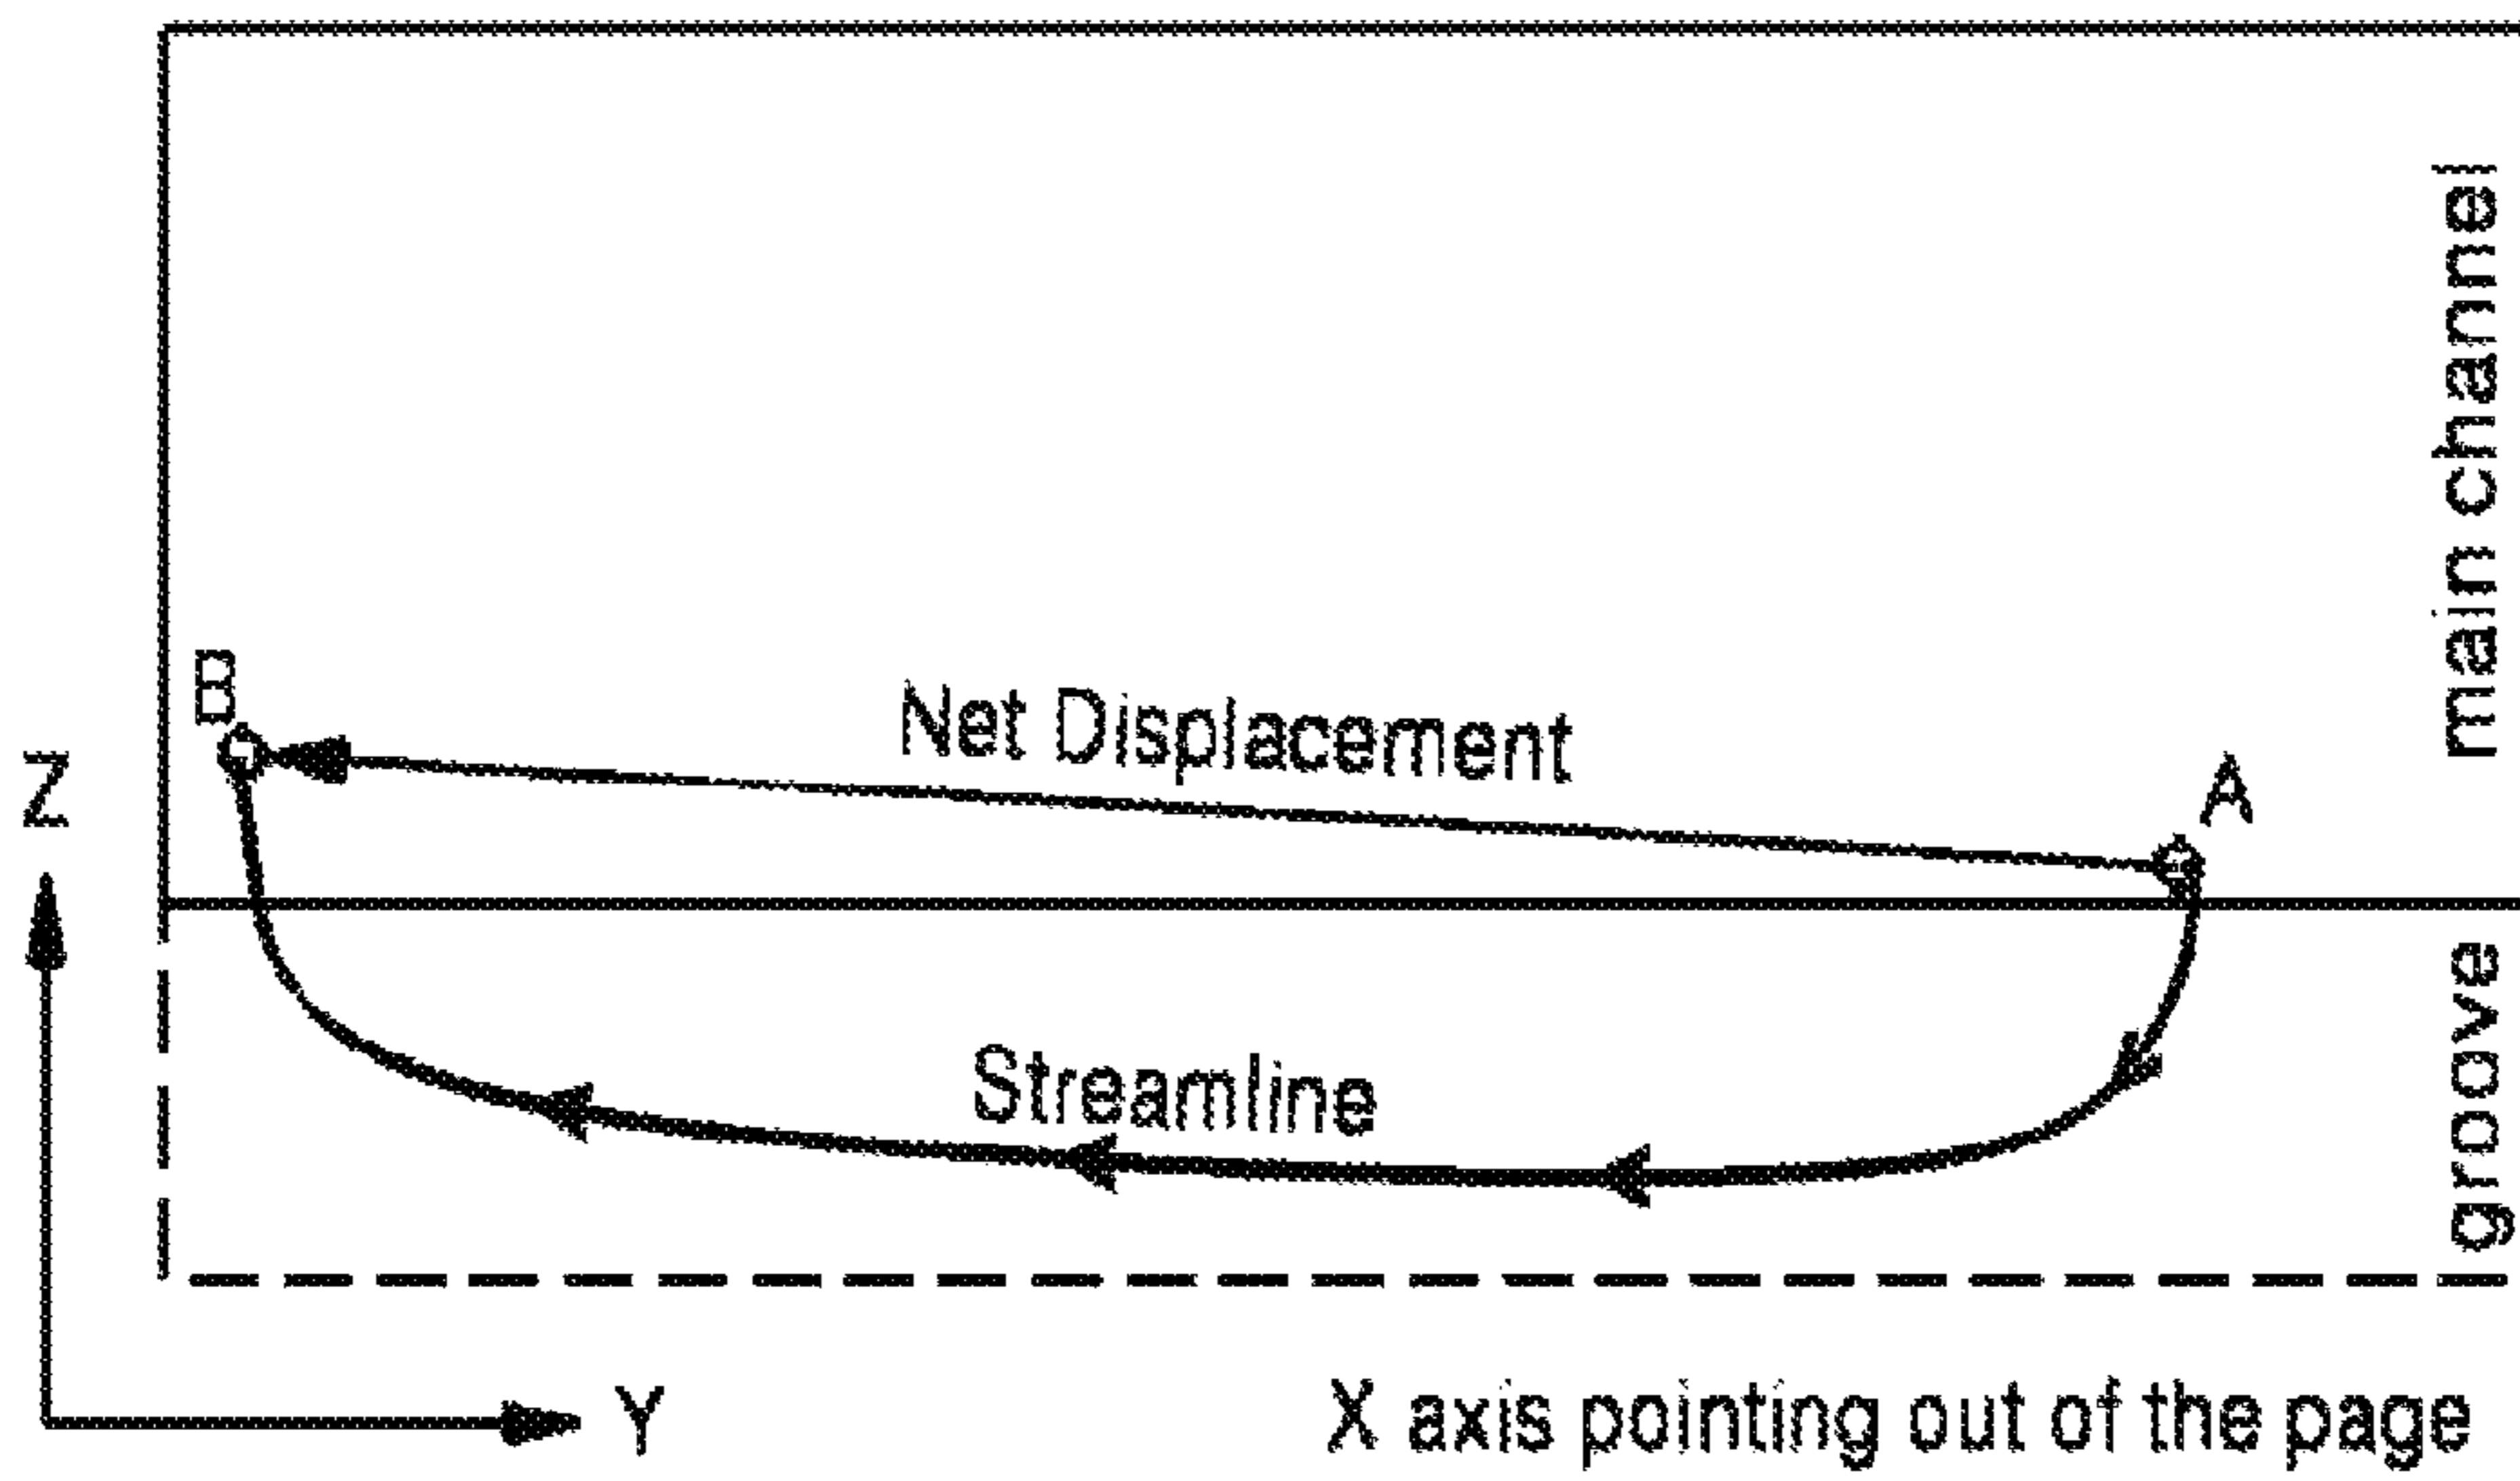 main channel
B
Net Displacement
Z
A
groove
Streamline
Y
X axis pointing out of the page